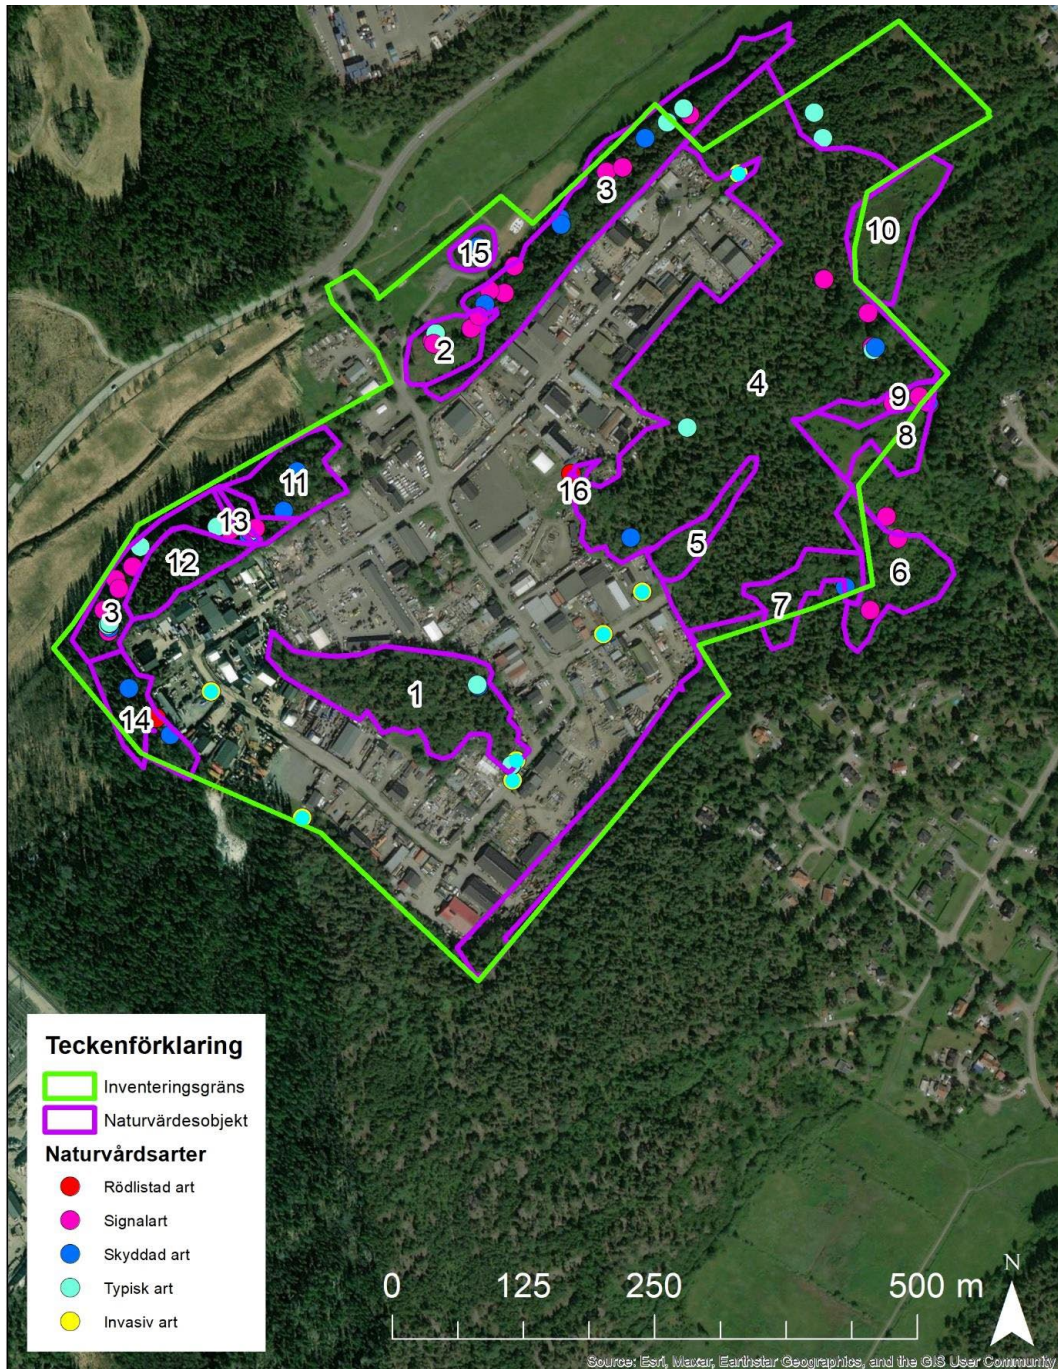 3
10
15
2
4
9
8
11
16
13
5
12
6
7
3
1
14
Teckenförklaring
Inventeringsgräns
Naturvärdesobjekt
Naturvårdsarter
Rödlistad art
Signalart
Skyddad art
Typisk art
Invasiv art
0 125 250 500 m
N
Source: Esri, Maxar, Earthstar Geographics, and the GIS User Community